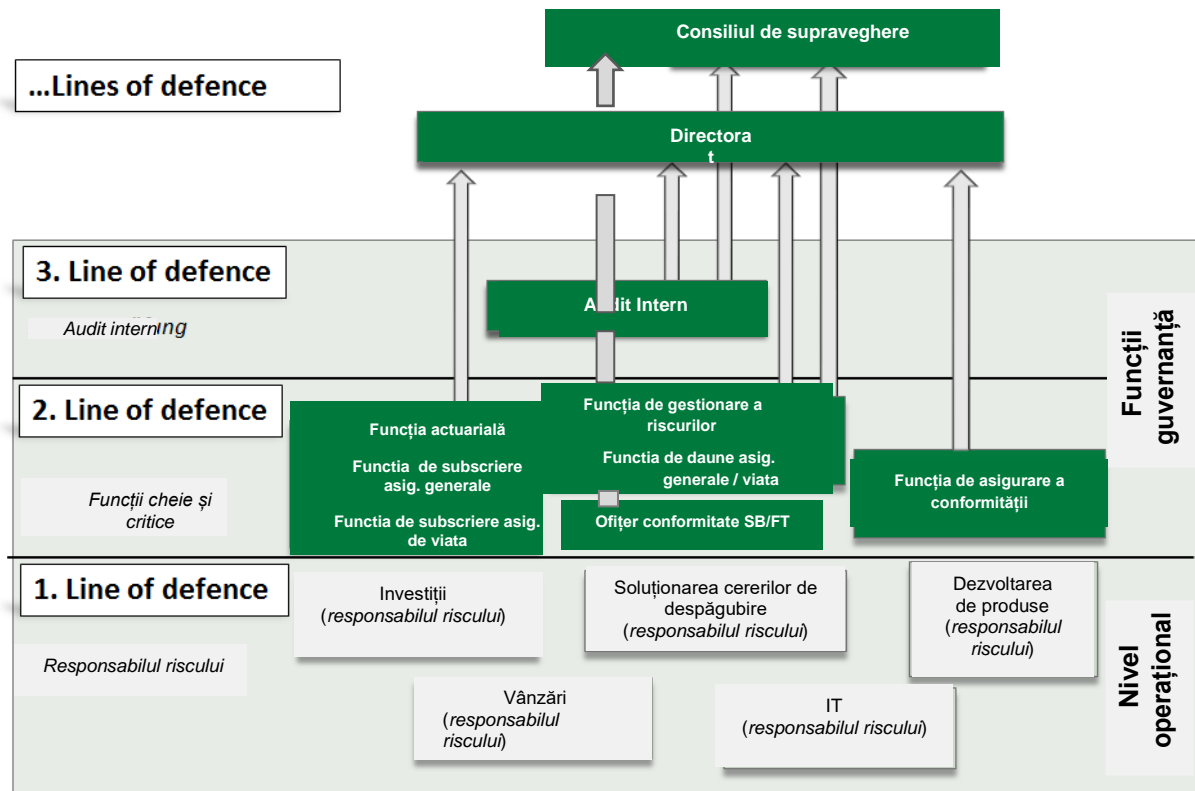 Consiliul de supraveghere
...Lines of defence
Directora
t
3. Line of defence
Audit intern
Audit Intern
Funcții
guvernanță
2. Line of defence
Funcții cheie și
critice
Funcția actuarială
Functia de subscriere
asig. generale
Functia de subscriere asig.
de viata
Funcția de gestionare a
riscurilor
Functia de daune asig.
generale / viata
Ofițer conformitate SB/FT
Funcția de asigurare a
conformității
1. Line of defence
Responsabilul riscului
Investiții
(responsabilul riscului)
Soluționarea cererilor de
despăgubire
(responsabilul riscului)
Dezvoltarea
de produse
(responsabilul
riscului)
Vânzări
(responsabilul
riscului)
IT
(responsabilul riscului)
Nivel
operațional